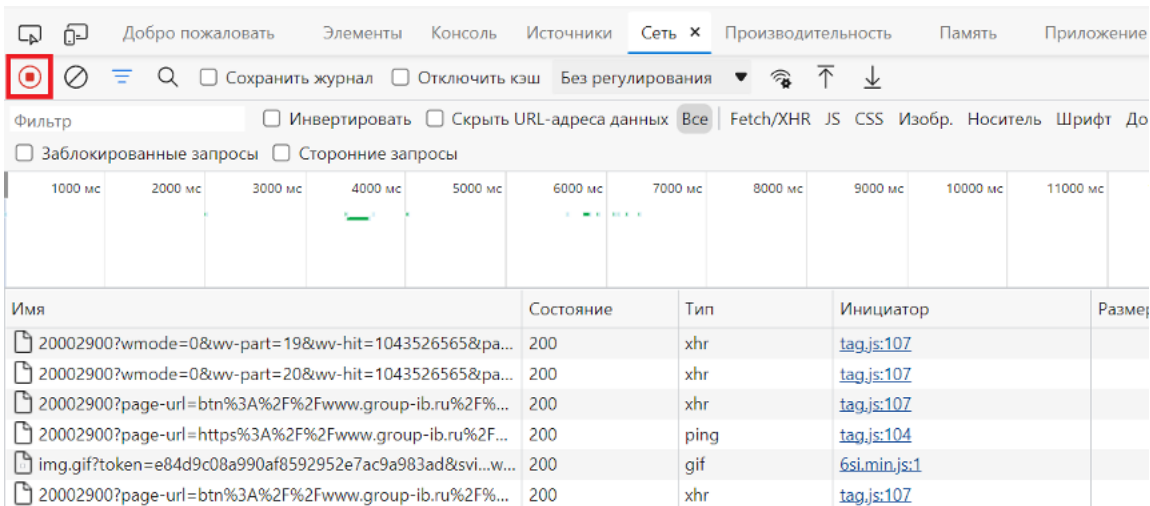 Добро пожаловать Элементы Консоль Источники Сеть × Производительность Память Приложение
Сохранить журнал Отключить кэш Без регулирования
Фильтр Инвертировать Скрыть URL-адреса данных Все Fetch/XHR JS CSS Изобр. Носитель Шрифт До
Заблокированные запросы Сторонние запросы
1000 мс 2000 мс 3000 мс 4000 мс 5000 мс 6000 мс 7000 мс 8000 мс 9000 мс 10000 мс 11000 мс
Имя Состояние Тип Инициатор Размер
20002900?wmode=0&wv-part=19&wv-hit=1043526565&pa... 200 xhr tag.js:107
20002900?wmode=0&wv-part=20&wv-hit=1043526565&pa... 200 xhr tag.js:107
20002900?page-url=btn%3A%2F%2Fwww.group-ib.ru%2F%... 200 xhr tag.js:107
20002900?page-url=https%3A%2F%2Fwww.group-ib.ru%2F... 200 ping tag.js:104
img.gif?token=e84d9c08a990af8592952e7ac9a983ad&svi...w... 200 gif 6si.min.js:1
20002900?page-url=btn%3A%2F%2Fwww.group-ib.ru%2F%... 200 xhr tag.js:107